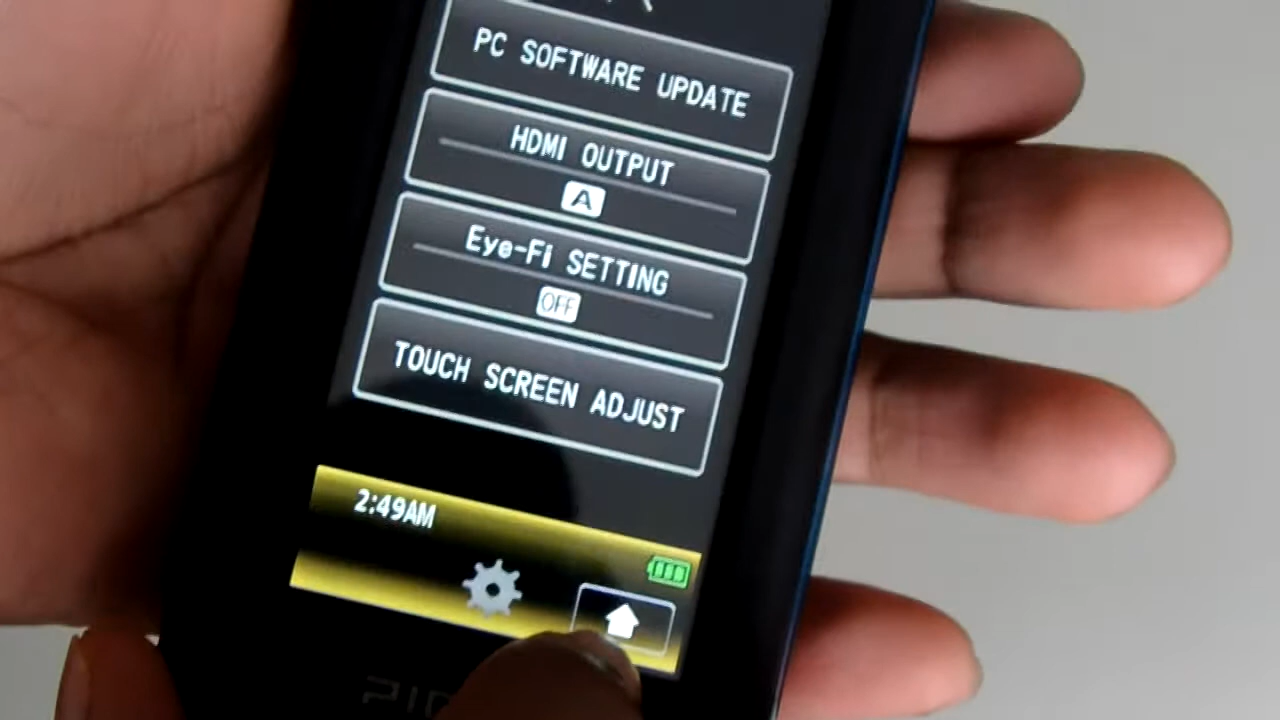 PC SOFTWARE UPDATE
HDMI OUTPUT
A
Eye-Fi SETTING
OFF
TOUCH SCREEN ADJUST
2:49AM